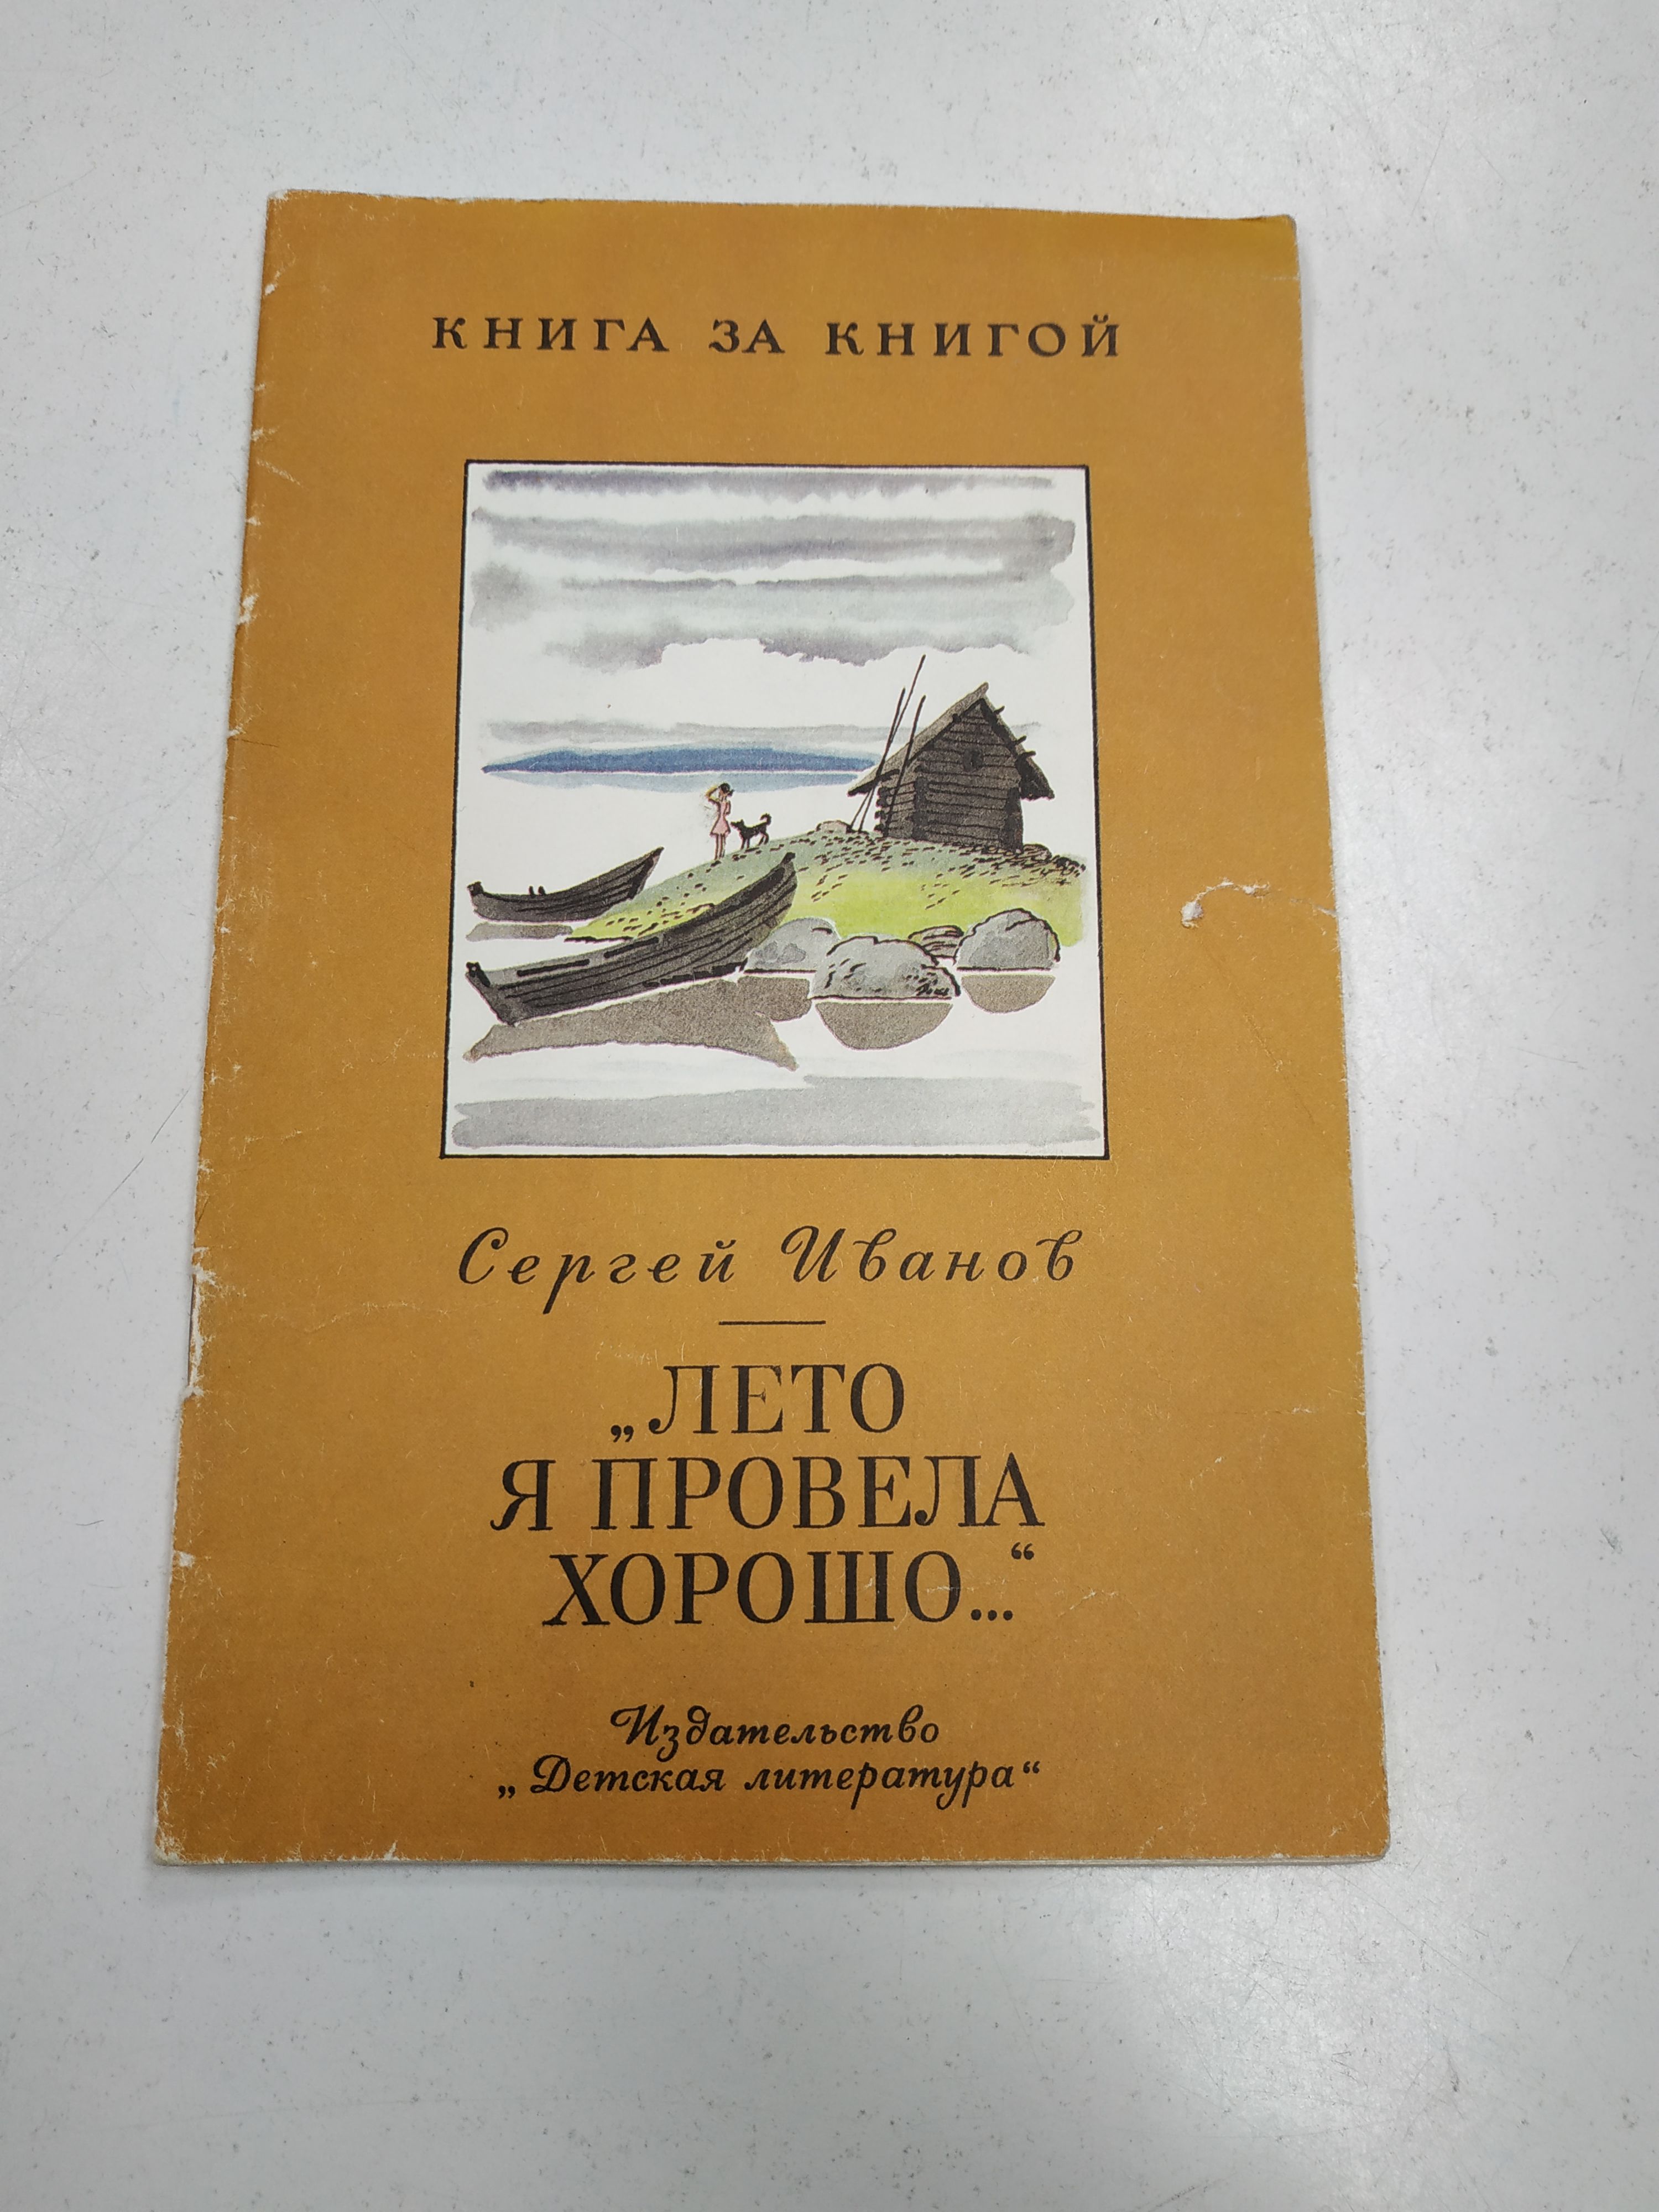 КНИГА ЗА КНИГОЙ
Сергей Иванов
„ЛЕТО
Я ПРОВЕЛА
ХОРОШО...“
Издательство
„Детская литература“